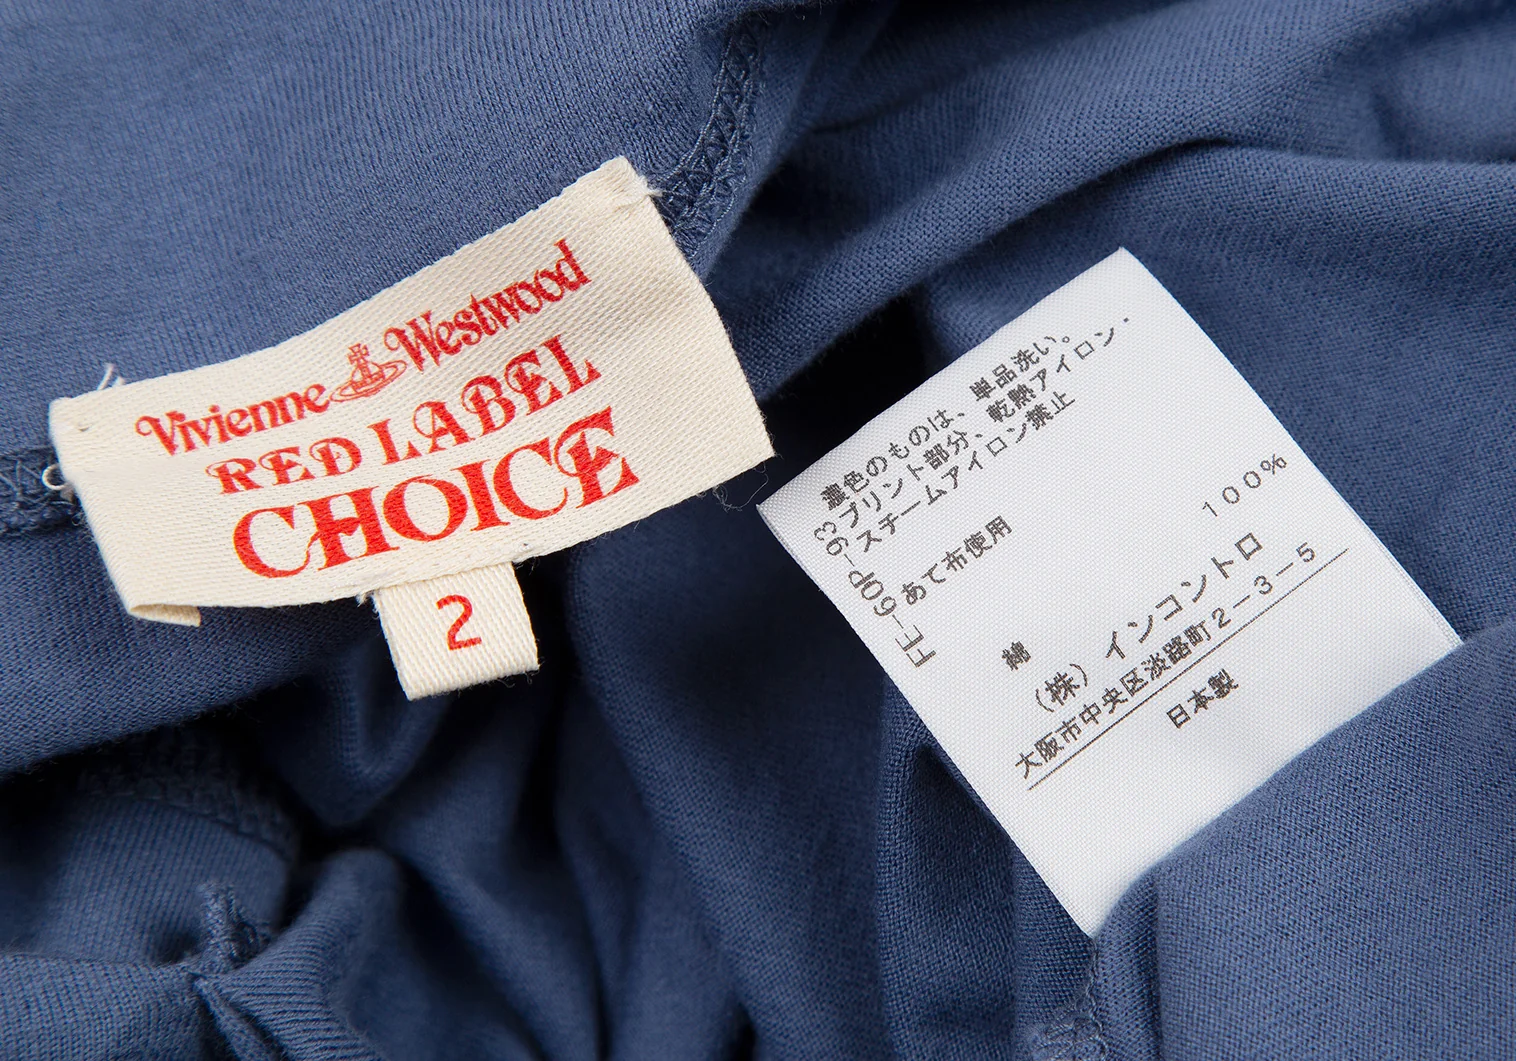 Vivienne Westwood
RED LABEL
CHOICE
2
濃色のものは、単品洗い。
プリント部分、乾熱アイロン・
スチームアイロン禁止
あて布使用
FE-60P-93
綿 100%
(株) インコントロ
大阪市中央区淡路町2-3-5
日本製